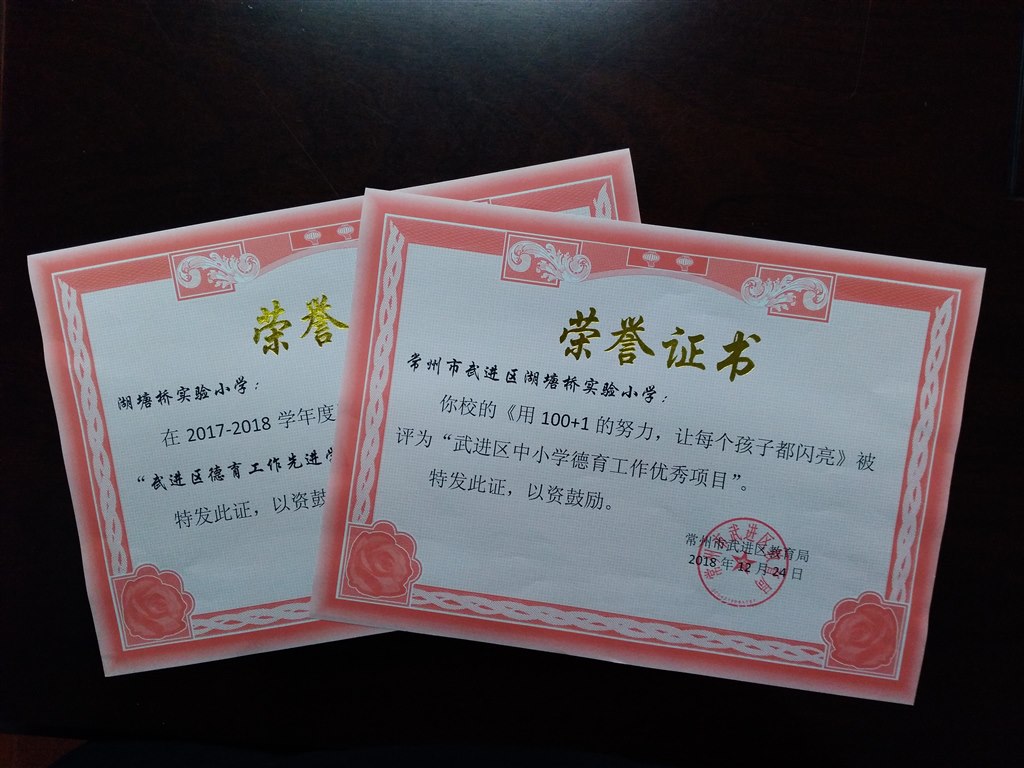 荣誉
湖塘桥实验小学：
在 2017-2018 学年度
“武进区德育工作先进
特发此证，以资鼓
荣誉证书
常州市武进区湖塘桥实验小学：
你校的《用 100+1 的努力，让每个孩子都闪亮》被
评为“武进区中小学德育工作优秀项目”。
特发此证，以资鼓励。
常州市武进区教育局
2018 年 12 月 24 日